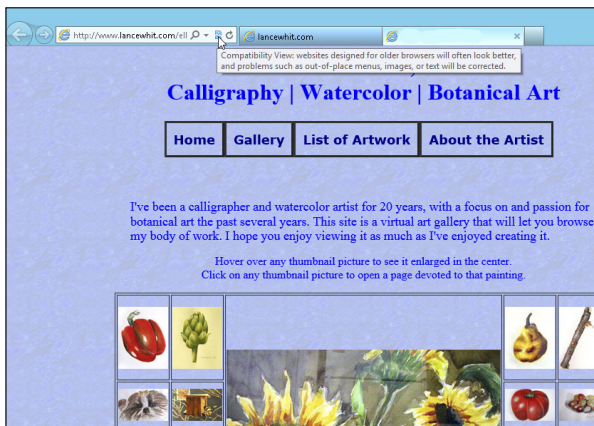 http://www.lancewhit.com/ell
lancewhit.com
Compatibility View: websites designed for older browsers will often look better,
and problems such as out-of-place menus, images, or text will be corrected.
Calligraphy | Watercolor | Botanical Art
Home Gallery List of Artwork About the Artist
I've been a calligrapher and watercolor artist for 20 years, with a focus on and passion for
botanical art the past several years. This site is a virtual art gallery that will let you browse
my body of work. I hope you enjoy viewing it as much as I've enjoyed creating it.
Hover over any thumbnail picture to see it enlarged in the center.
Click on any thumbnail picture to open a page devoted to that painting.